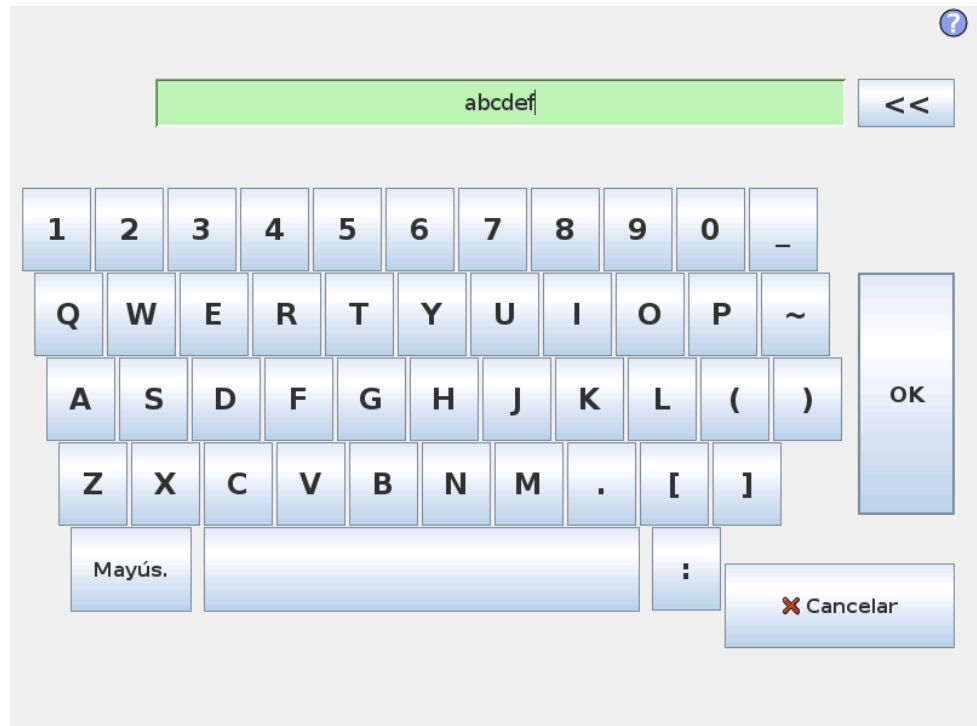 ?
abcdef <<
1 2 3 4 5 6 7 8 9 0 _
Q W E R T Y U I O P ~
A S D F G H J K L ( ) OK
Z X C V B N M . [ ]
Mayús. :
Cancelar